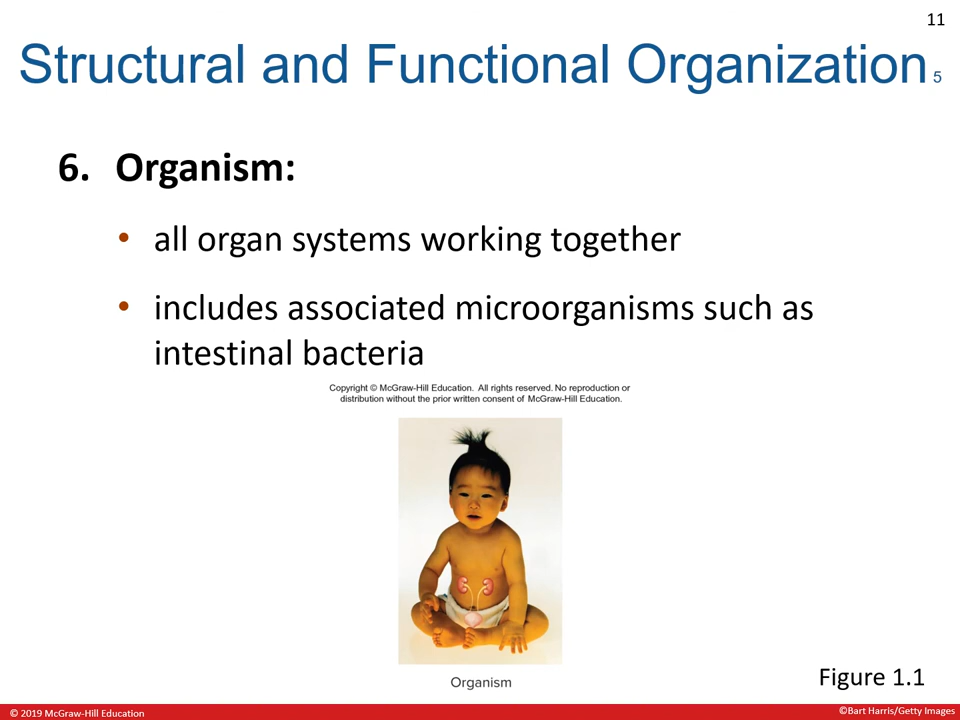 11
Structural and Functional Organization 5
6. Organism:
• all organ systems working together
• includes associated microorganisms such as
intestinal bacteria
Copyright © McGraw-Hill Education. All rights reserved. No reproduction or
distribution without the prior written consent of McGraw-Hill Education.
Organism
Figure 1.1
© 2019 McGraw-Hill Education
©Bart Harris/Getty Images